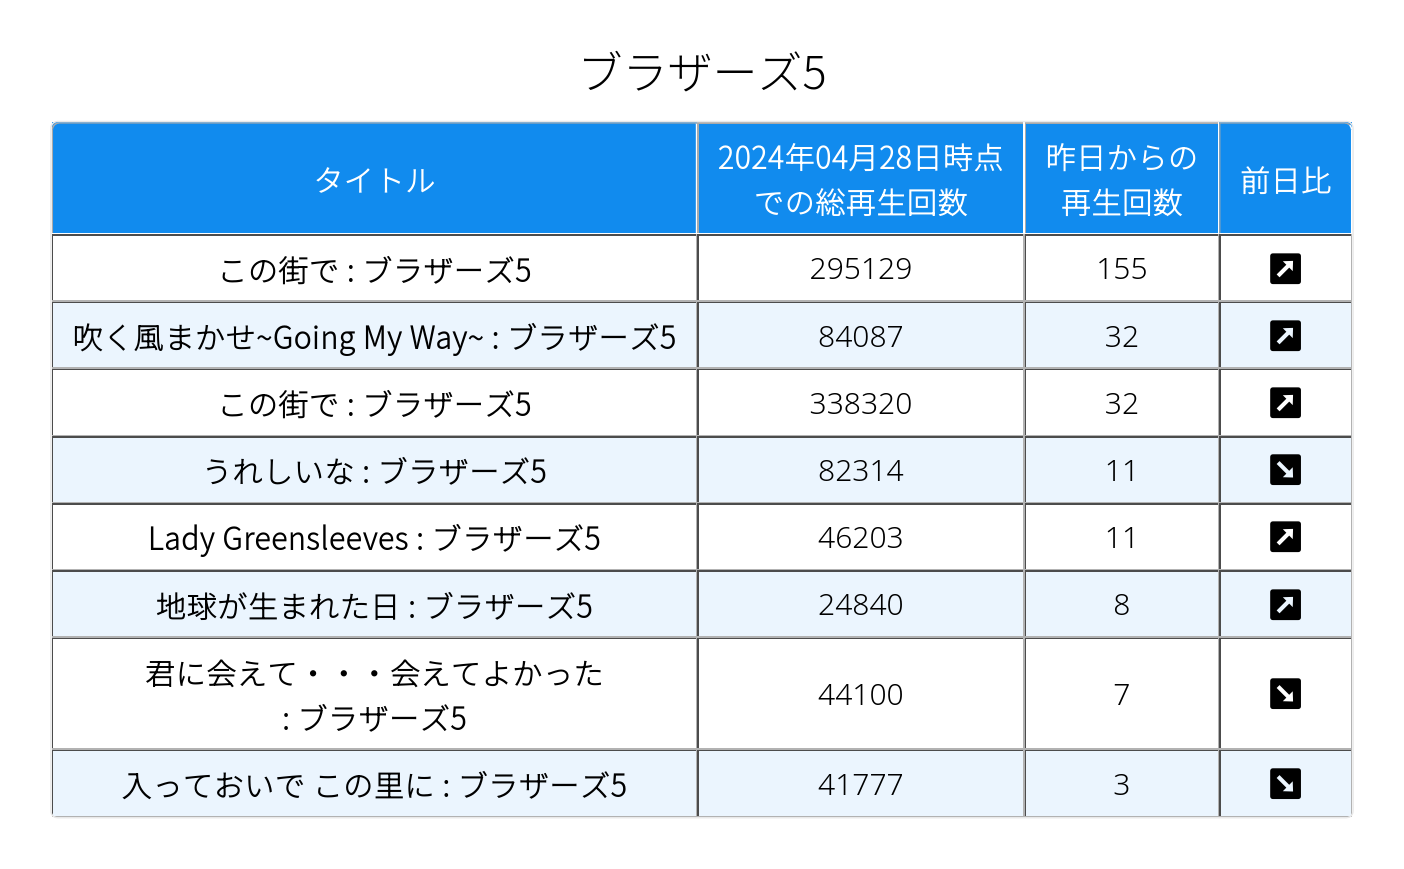 ブラザーズ5
タイトル
2024年04月28日時点
での総再生回数
昨日からの
再生回数
前日比
この街で : ブラザーズ5
295129
155
吹く風まかせ~Going My Way~ : ブラザーズ5
84087
32
この街で : ブラザーズ5
338320
32
うれしいな : ブラザーズ5
82314
11
Lady Greensleeves : ブラザーズ5
46203
11
地球が生まれた日 : ブラザーズ5
24840
8
君に会えて・・・会えてよかった
: ブラザーズ5
44100
7
入っておいで この里に : ブラザーズ5
41777
3